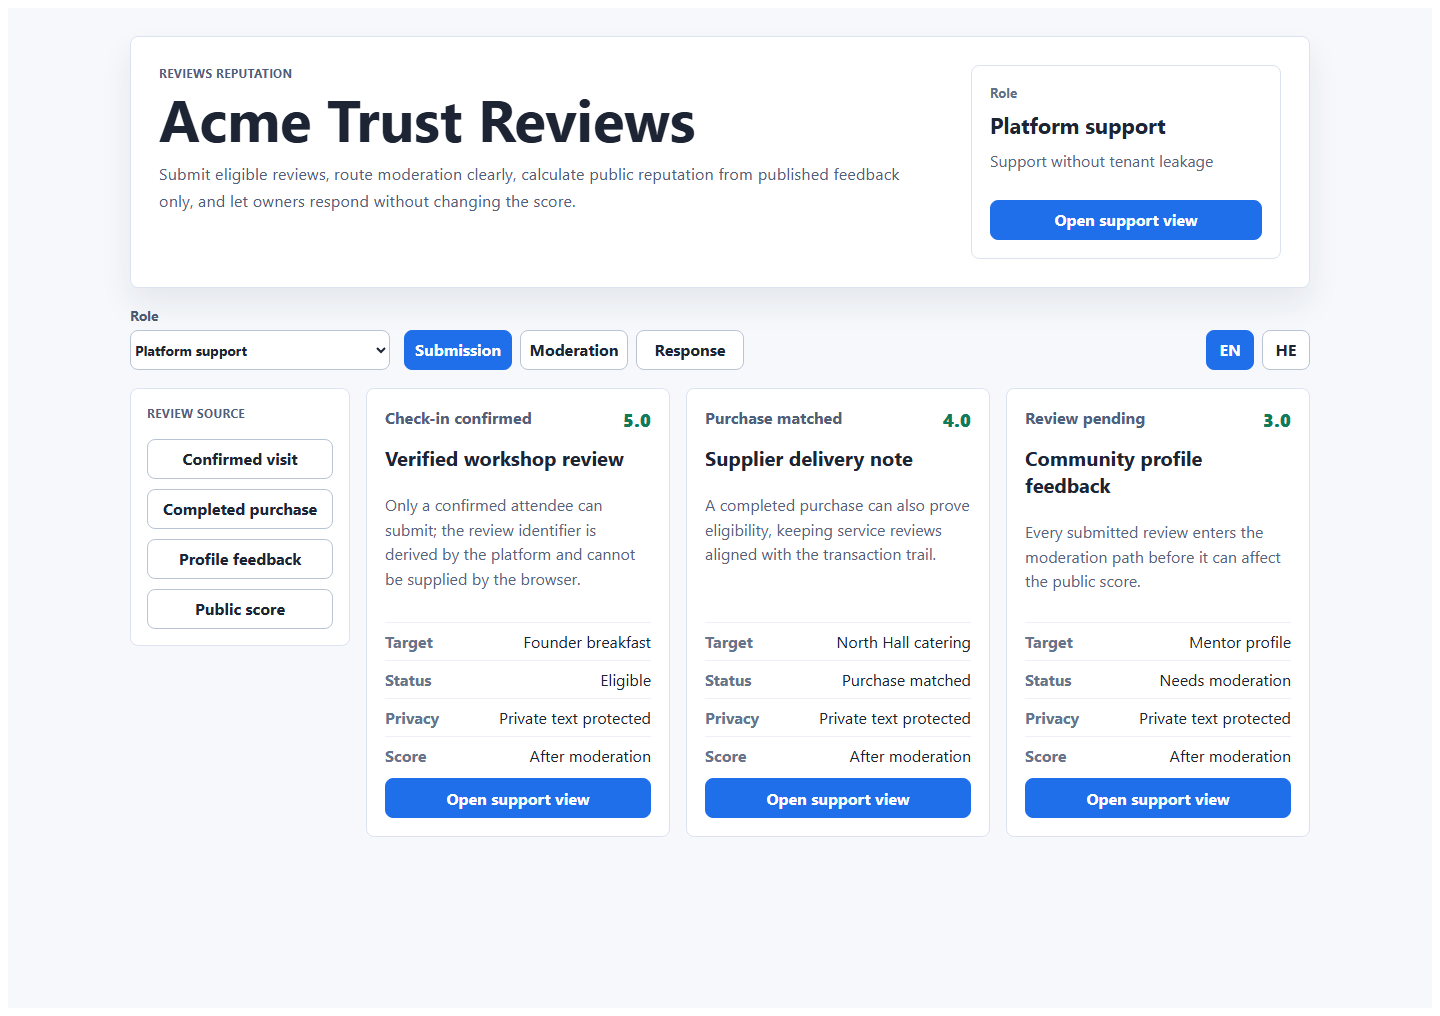 REVIEWS REPUTATION
Acme Trust Reviews
Submit eligible reviews, route moderation clearly, calculate public reputation from published feedback
only, and let owners respond without changing the score.
Role
Platform support
Support without tenant leakage
Open support view
Role
Platform support
Submission
Moderation
Response
EN
HE
REVIEW SOURCE
Confirmed visit
Completed purchase
Profile feedback
Public score
Check-in confirmed
5.0
Verified workshop review
Only a confirmed attendee can
submit; the review identifier is
derived by the platform and cannot
be supplied by the browser.
Target
Founder breakfast
Status
Eligible
Privacy
Private text protected
Score
After moderation
Open support view
Purchase matched
4.0
Supplier delivery note
A completed purchase can also prove
eligibility, keeping service reviews
aligned with the transaction trail.
Target
North Hall catering
Status
Purchase matched
Privacy
Private text protected
Score
After moderation
Open support view
Review pending
3.0
Community profile
feedback
Every submitted review enters the
moderation path before it can affect
the public score.
Target
Mentor profile
Status
Needs moderation
Privacy
Private text protected
Score
After moderation
Open support view